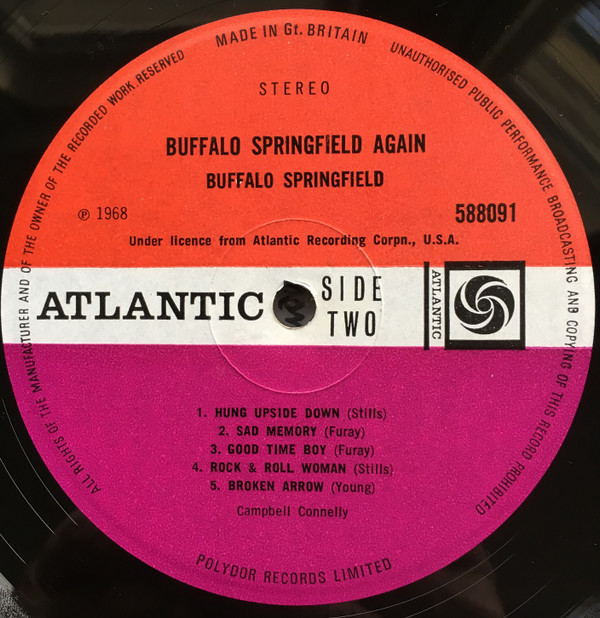 MADE IN Gt. BRITAIN
UNAUTHORISED PUBLIC PERFORMANCE BROADCASTING AND COPYING OF THIS RECORD PROHIBITED
ALL RIGHTS OF THE MANUFACTURER AND OF THE OWNER OF THE RECORDED WORK RESERVED
STEREO
BUFFALO SPRINGFIELD AGAIN
BUFFALO SPRINGFIELD
℗ 1968
588091
Under licence from Atlantic Recording Corpn., U.S.A.
ATLANTIC
SIDE
TWO
ATLANTIC
1. HUNG UPSIDE DOWN (Stills)
2. SAD MEMORY (Furay)
3. GOOD TIME BOY (Furay)
4. ROCK & ROLL WOMAN (Stills)
5. BROKEN ARROW (Young)
Campbell Connelly
POLYDOR RECORDS LIMITED